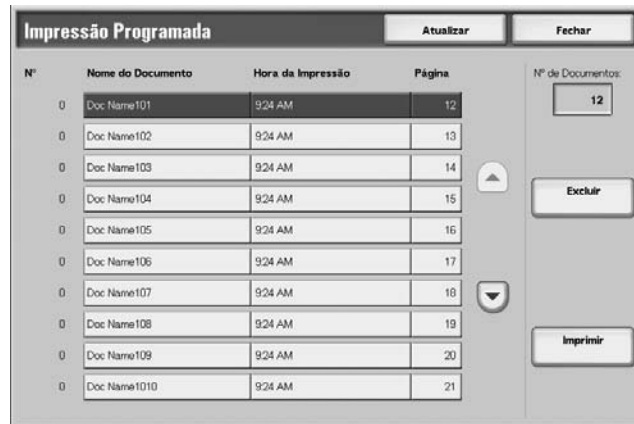 Impressão Programada Atualizar Fechar
Nº Nome do Documento Hora da Impressão Página Nº de Documentos:
12
0 Doc Name101 9:24 AM 12
0 Doc Name102 9:24 AM 13
0 Doc Name103 9:24 AM 14
0 Doc Name104 9:24 AM 15
Excluir
0 Doc Name105 9:24 AM 16
0 Doc Name106 9:24 AM 17
0 Doc Name107 9:24 AM 18
0 Doc Name108 9:24 AM 19
Imprimir
0 Doc Name109 9:24 AM 20
0 Doc Name1010 9:24 AM 21